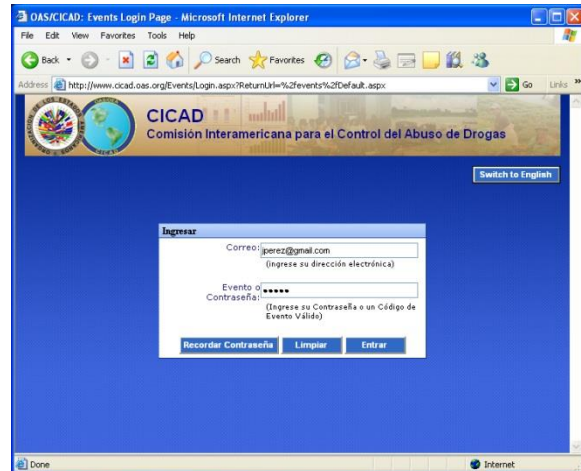 OAS/CICAD: Events Login Page - Microsoft Internet Explorer
File Edit View Favorites Tools Help
Back Search Favorites
Address http://www.cicad.oas.org/Events/Login.aspx?ReturnUrl=%2fevents%2fDefault.aspx Go Links »
CICAD
Comisión Interamericana para el Control del Abuso de Drogas
Switch to English
Ingresar
Correo: jperez@gmail.com
(ingrese su dirección electrónica)
Evento o Contraseña: •••••
(Ingrese su Contraseña o un Código de
Evento Válido)
Recordar Contraseña Limpiar Entrar
Done Internet